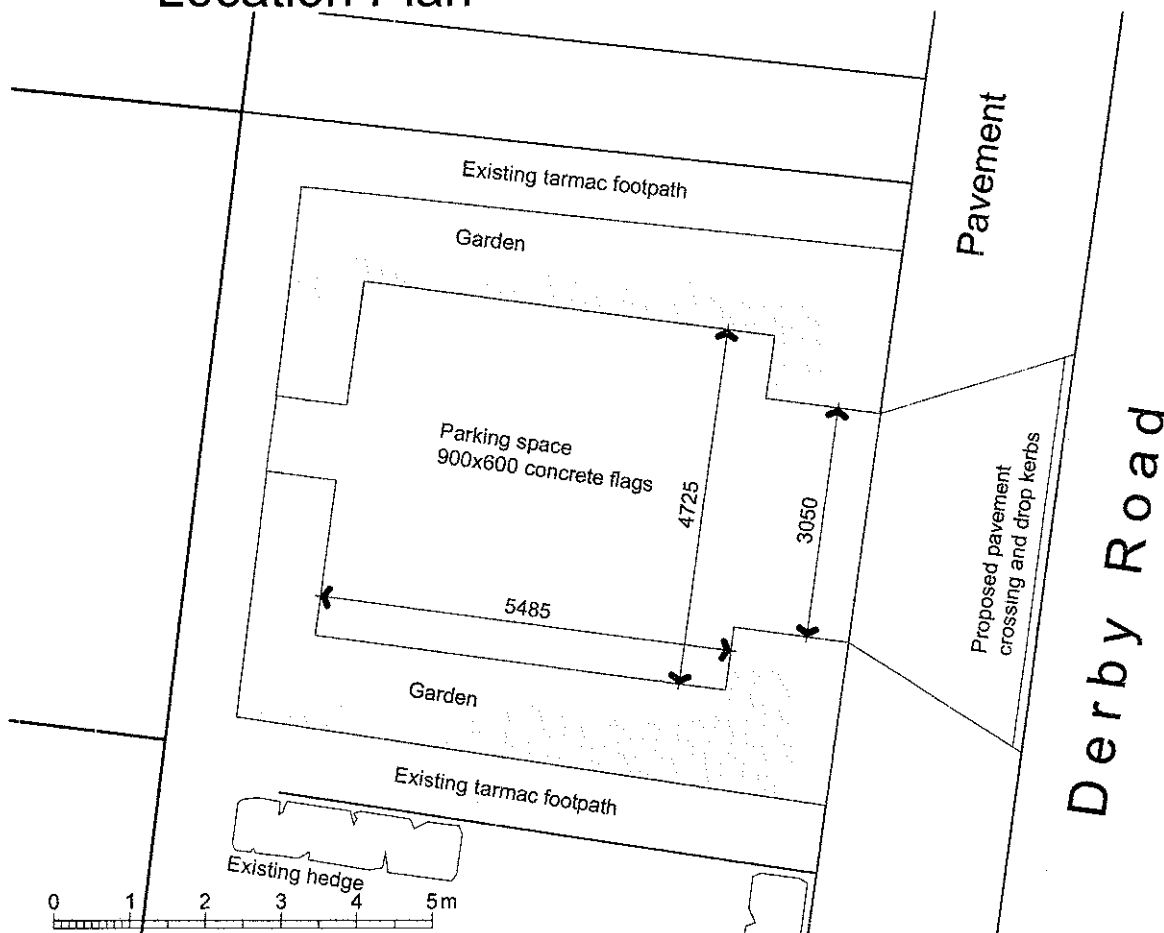 Location Plan
Existing tarmac footpath
Pavement
Garden
Parking space
900x600 concrete flags
4725
3050
5485
Proposed pavement
crossing and drop kerbs
Derby Road
Garden
Existing tarmac footpath
Existing hedge
0 1 2 3 4 5m